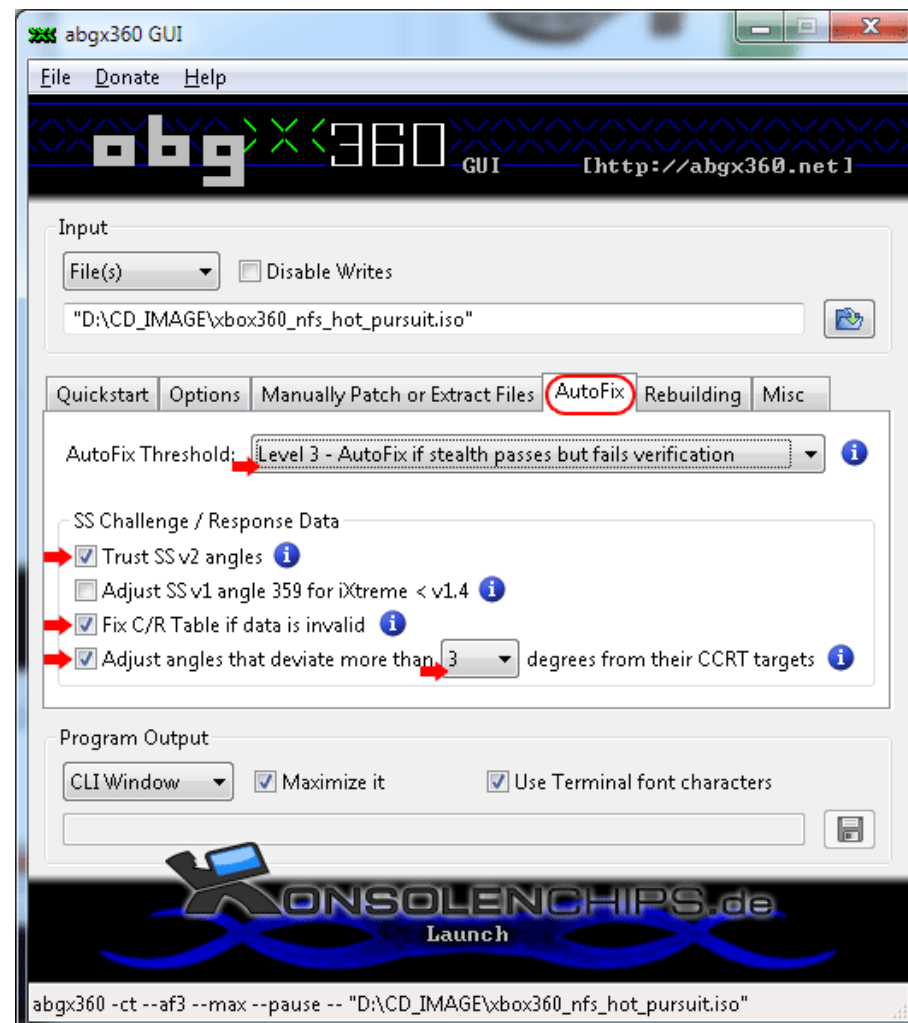 abgx360 GUI
File Donate Help
abgx360 GUI [http://abgx360.net]
Input
File(s) Disable Writes
"D:\CD_IMAGE\xbox360_nfs_hot_pursuit.iso"
Quickstart Options Manually Patch or Extract Files AutoFix Rebuilding Misc
AutoFix Threshold: Level 3 - AutoFix if stealth passes but fails verification
SS Challenge / Response Data
Trust SS v2 angles
Adjust SS v1 angle 359 for iXtreme < v1.4
Fix C/R Table if data is invalid
Adjust angles that deviate more than 3 degrees from their CCRT targets
Program Output
CLI Window Maximize it Use Terminal font characters
KONSOLENCHIPS.de
Launch
abgx360 -ct --af3 --max --pause -- "D:\CD_IMAGE\xbox360_nfs_hot_pursuit.iso"